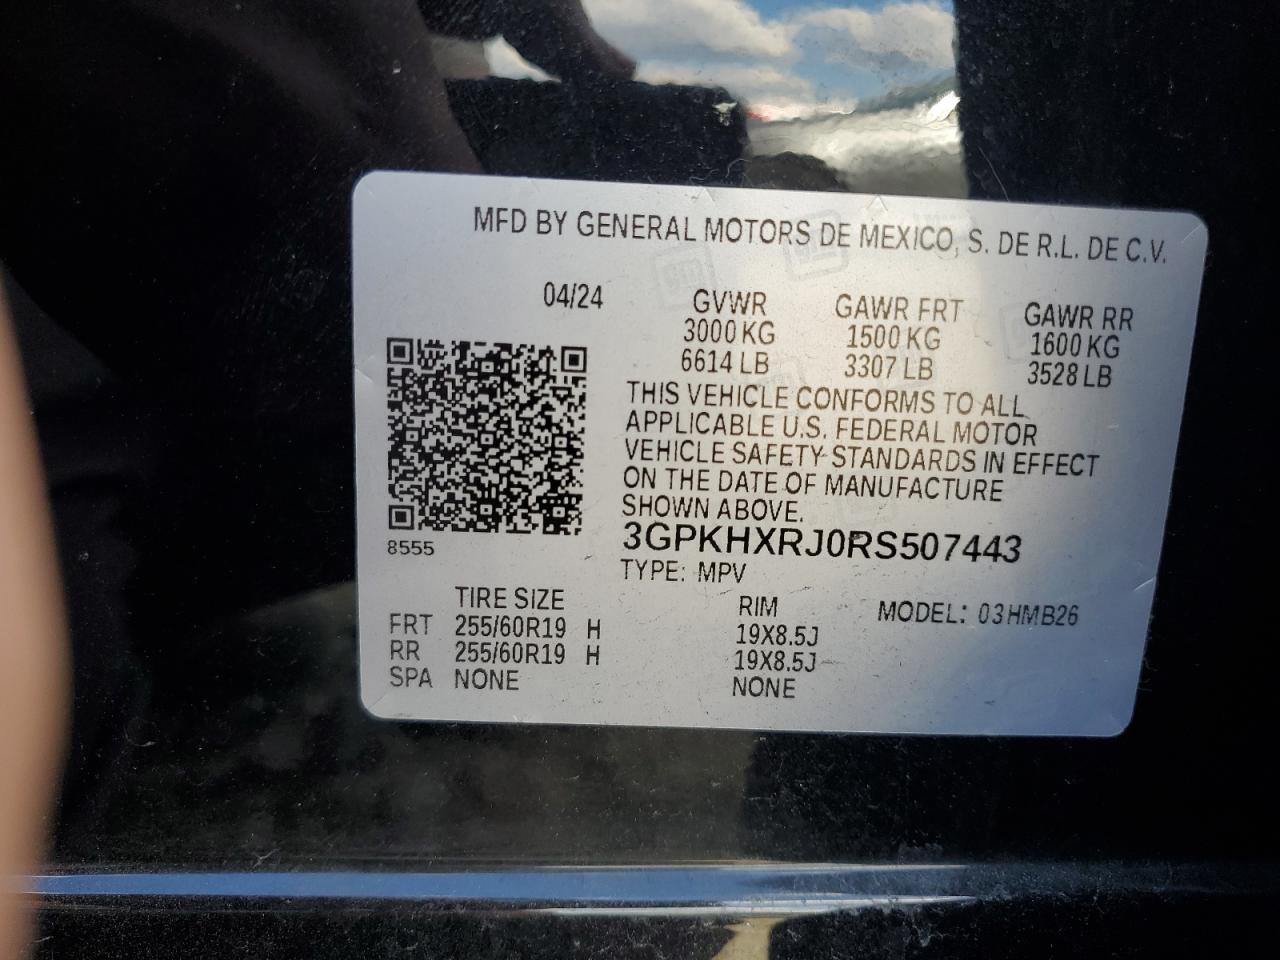 MFD BY GENERAL MOTORS DE MEXICO, S. DE R.L. DE C.V.
04/24 GVWR GAWR FRT GAWR RR
3000 KG 1500 KG 1600 KG
6614 LB 3307 LB 3528 LB
THIS VEHICLE CONFORMS TO ALL
APPLICABLE U.S. FEDERAL MOTOR
VEHICLE SAFETY STANDARDS IN EFFECT
ON THE DATE OF MANUFACTURE
SHOWN ABOVE.
3GPKHXRJ0RS507443
8555
TYPE: MPV
TIRE SIZE RIM MODEL: 03HMB26
FRT 255/60R19 H 19X8.5J
RR 255/60R19 H 19X8.5J
SPA NONE NONE